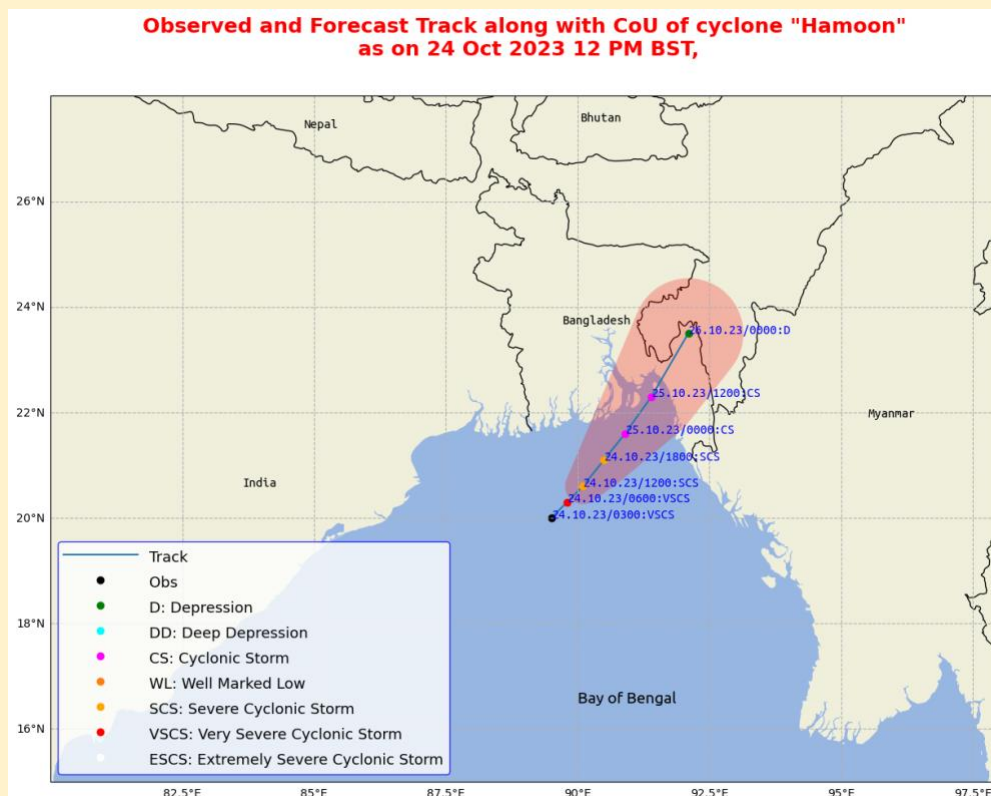 Observed and Forecast Track along with CoU of cyclone "Hamoon"
as on 24 Oct 2023 12 PM BST,
Nepal
Bhutan
26°N
24°N
Bangladesh
26.10.23/0000:D
25.10.23/1200:CS
22°N
Myanmar
25.10.23/0000:CS
24.10.23/1800:SCS
India
24.10.23/1200:SCS
24.10.23/0600:VSCS
20°N
24.10.23/0300:VSCS
Track
Obs
D: Depression
18°N
DD: Deep Depression
CS: Cyclonic Storm
WL: Well Marked Low
Bay of Bengal
SCS: Severe Cyclonic Storm
16°N
VSCS: Very Severe Cyclonic Storm
ESCS: Extremely Severe Cyclonic Storm
82.5°E
85°E
87.5°E
90°E
92.5°E
95°E
97.5°E